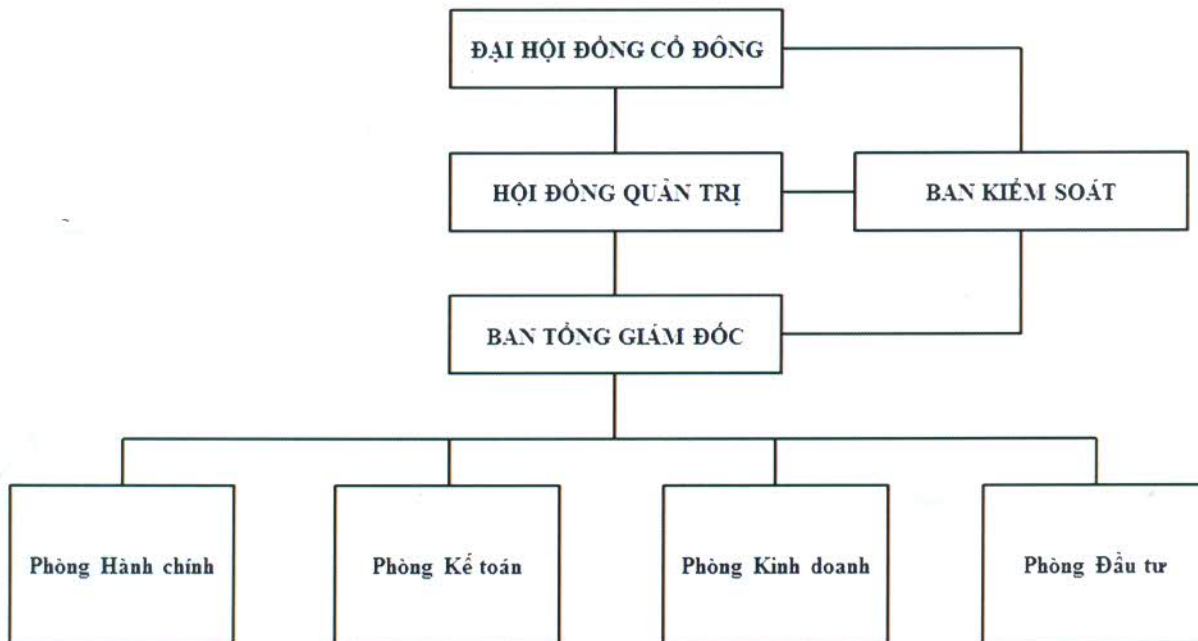 ĐẠI HỘI ĐỒNG CỔ ĐÔNG
HỘI ĐỒNG QUẢN TRỊ
BAN KIỂM SOÁT
BAN TỔNG GIÁM ĐỐC
Phòng Hành chính
Phòng Kế toán
Phòng Kinh doanh
Phòng Đầu tư